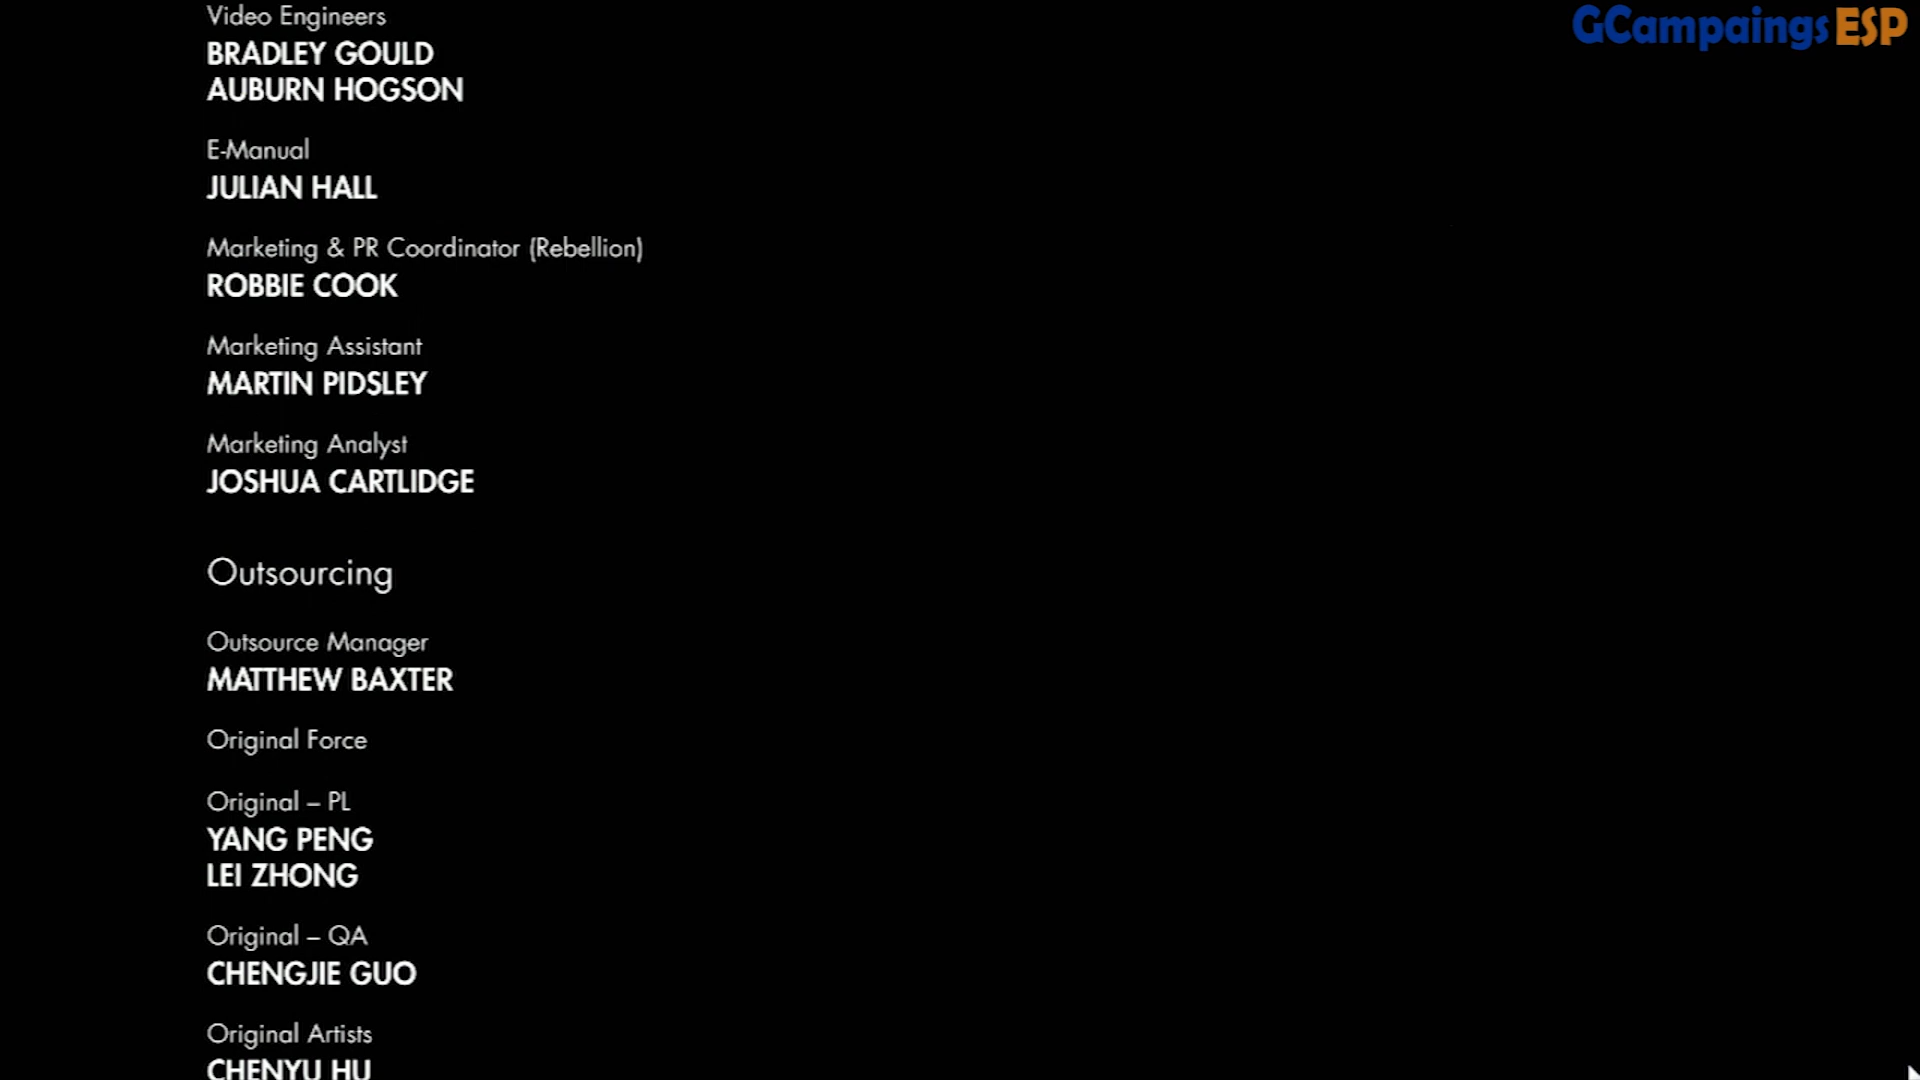 Video Engineers
BRADLEY GOULD
AUBURN HOGSON
E-Manual
JULIAN HALL
Marketing & PR Coordinator (Rebellion)
ROBBIE COOK
Marketing Assistant
MARTIN PIDSLEY
Marketing Analyst
JOSHUA CARTLIDGE
Outsourcing
Outsource Manager
MATTHEW BAXTER
Original Force
Original – PL
YANG PENG
LEI ZHONG
Original – QA
CHENGJIE GUO
Original Artists
CHENYU HU
GCampaings ESP